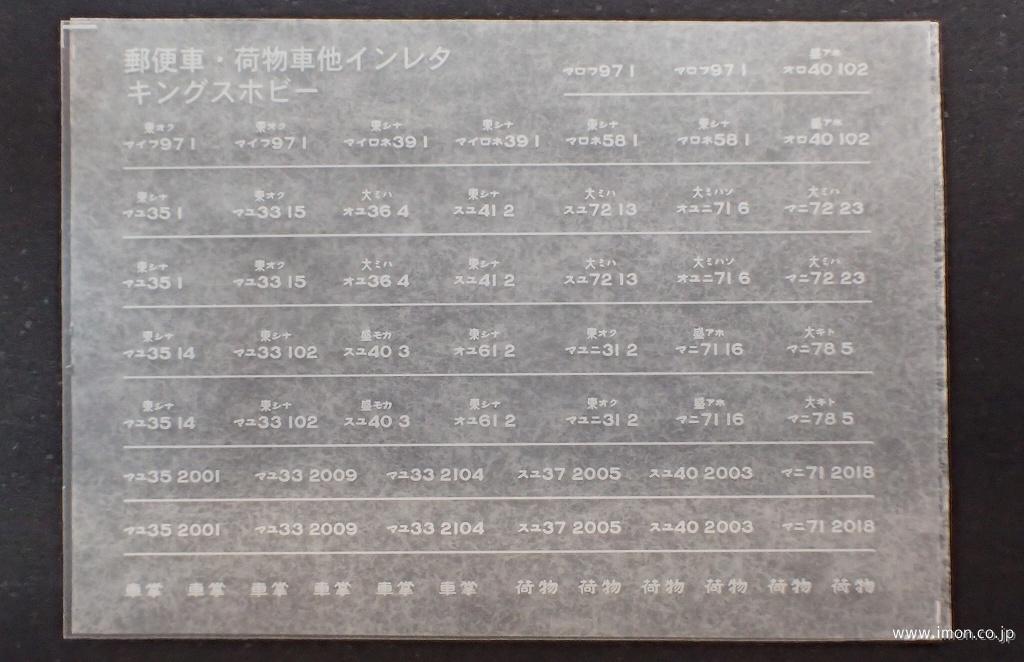 郵便車・荷物車他インレタ
キングスホビー
盛アホ
マロフ97 1 マロフ97 1 オロ40 102
東オク 東オク 東シナ 東シナ 東シナ 東シナ 盛アホ
マイフ97 1 マイフ97 1 マイロネ39 1 マイロネ39 1 マロネ58 1 マロネ58 1 オロ40 102
東シナ 東オク 大ミハ 東シナ 大ミハ 大ミハソ 大ミハ
マユ35 1 マユ33 15 オユ36 4 スユ41 2 スユ72 13 オユニ71 6 マニ72 23
東シナ 東オク 大ミハ 東シナ 大ミハ 大ミハソ 大ミハ
マユ35 1 マユ33 15 オユ36 4 スユ41 2 スユ72 13 オユニ71 6 マニ72 23
東シナ 東シナ 盛モカ 東シナ 東オク 盛アホ 大キト
マユ35 14 マユ33 102 スユ40 3 オユ61 2 マユニ31 2 マニ71 16 マニ78 5
東シナ 東シナ 盛モカ 東シナ 東オク 盛アホ 大キト
マユ35 14 マユ33 102 スユ40 3 オユ61 2 マユニ31 2 マニ71 16 マニ78 5
マユ35 2001 マユ33 2009 マユ33 2104 スユ37 2005 スユ40 2003 マニ71 2018
マユ35 2001 マユ33 2009 マユ33 2104 スユ37 2005 スユ40 2003 マニ71 2018
車掌 車掌 車掌 車掌 車掌 車掌 荷物 荷物 荷物 荷物 荷物 荷物
www.imon.co.jp